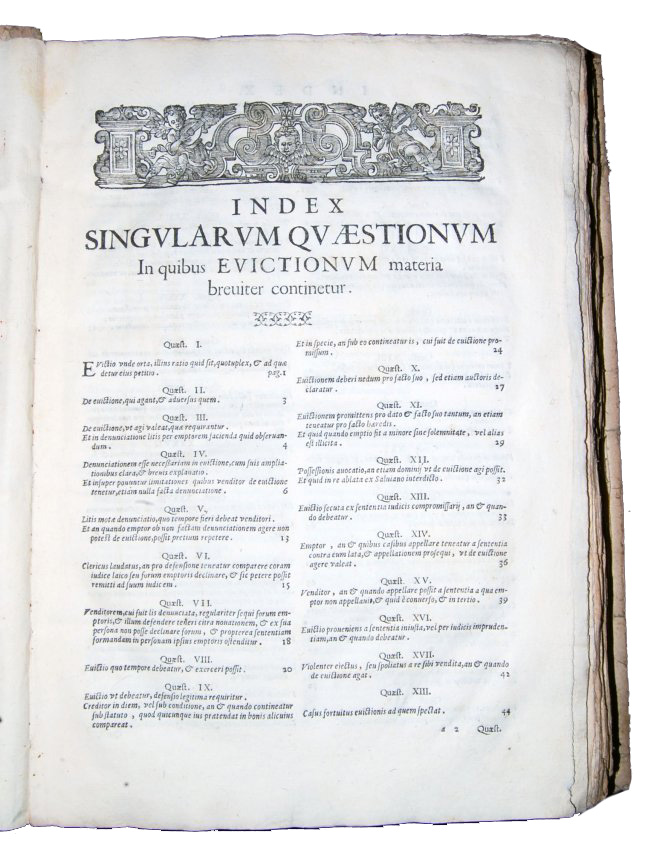 INDEX
SINGVLARVM QVÆSTIONVM
In quibus EVICTIONVM materia
breuiter continetur.
Quæst. I.
EVictio vnde orta, illius ratio quid sit, quotuplex, & ad quæ
detur eius petitio. pag.1
Quæst. II.
De euictione, qui agant, & aduersus quem. 3
Quæst. III.
De euictione, vt agi valeat, quæ requirantur.
Et in denunciatione litis per emptorem facienda quid obseruan-
dum. 4
Quæst. IV.
Denunciationem esse necessariam in euictione, cum suis amplia-
tionibus clara, & breuis explanatio.
Et insuper ponuntur limitationes quibus venditor de euictione
tenetur, etiam nulla facta denunciatione. 6
Quæst. V.
Litis motæ denunciatio, quo tempore fieri debeat venditori.
Et an quando emptor ob non factam denunciationem agere non
potest de euictione, possit pretium repetere. 13
Quæst. VI.
Clericus laudatus, an pro defensione teneatur comparere coram
iudice laico seu forum emptoris declinare, & sic petere possit
remitti ad suum iudicem. 15
Quæst. VII.
Venditorem, cui fuit lis denunciata, regulariter sequi forum em-
ptoris, & illum defendere teneri citra nouationem, & ex sua
persona non posse declinare forum, & propterea sententiam
formandam in personam ipsius emptoris ostenditur. 18
Quæst. VIII.
Euictio quo tempore debeatur, & exerceri possit. 20
Quæst. IX.
Euictio vt debeatur, defensio legitima requiritur.
Creditor in diem, vel sub conditione, an & quando contineatur
sub statuto, quod quicunque ius prætendat in bonis alicuius
compareat.
Et in specie, an sub eo contineatur is, cui fuit de euictione pro-
missum. 24
Quæst. X.
Euictionem deberi nedum pro facto suo, sed etiam auctoris de-
claratur. 27
Quæst. XI.
Euictionem promittens pro dato & facto suo tantum, an etiam
teneatur pro facto hæredis.
Et quid quando emptio fit a minore sine solemnitate, vel alias
est illicita. 29
Quæst. XII.
Possessionis auocatio, an etiam dominij vt de euictione agi possit.
Et quid in re ablata ex Saluiano interdicto. 32
Quæst. XIII.
Euictio secuta ex sententia iudicis compromissarij, an & quan-
do debeatur. 33
Quæst. XIV.
Emptor, an & quibus casibus appellare teneatur a sententia
contra eum lata, & appellationem prosequi, vt de euictione
agere valeat. 36
Quæst. XV.
Venditor, an & quando appellare possit a sententia a qua em-
ptor non appellauit, & quid è conuerso, & in tertio. 39
Quæst. XVI.
Euictio proueniens a sententia iniusta, vel per iudicis impruden-
tiam, an & quando debeatur.
Quæst. XVII.
Violenter eiectus, seu spoliatus a re sibi vendita, an & quando
de euictione agat. 42
Quæst. XIII.
Casus fortuitus euictionis ad quem spectat. 44
a 2 Quæst.